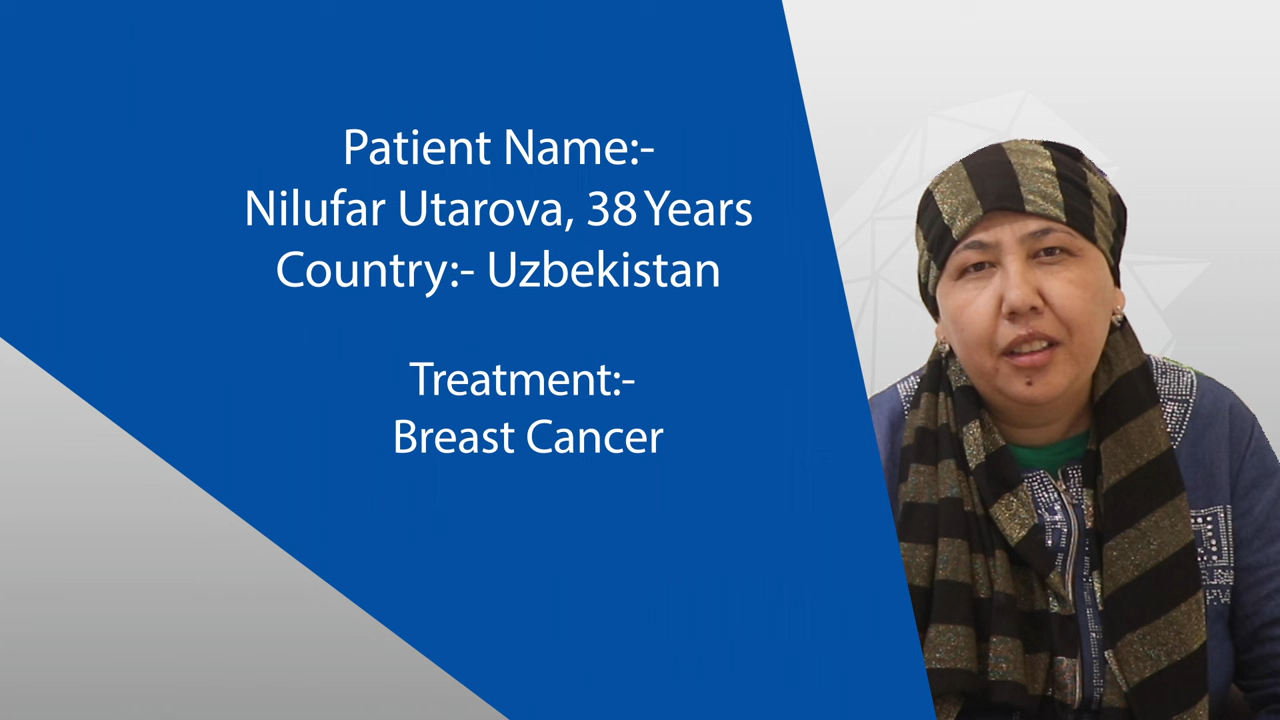 Patient Name:-
Nilufar Utarova, 38 Years
Country:- Uzbekistan
Treatment:-
Breast Cancer